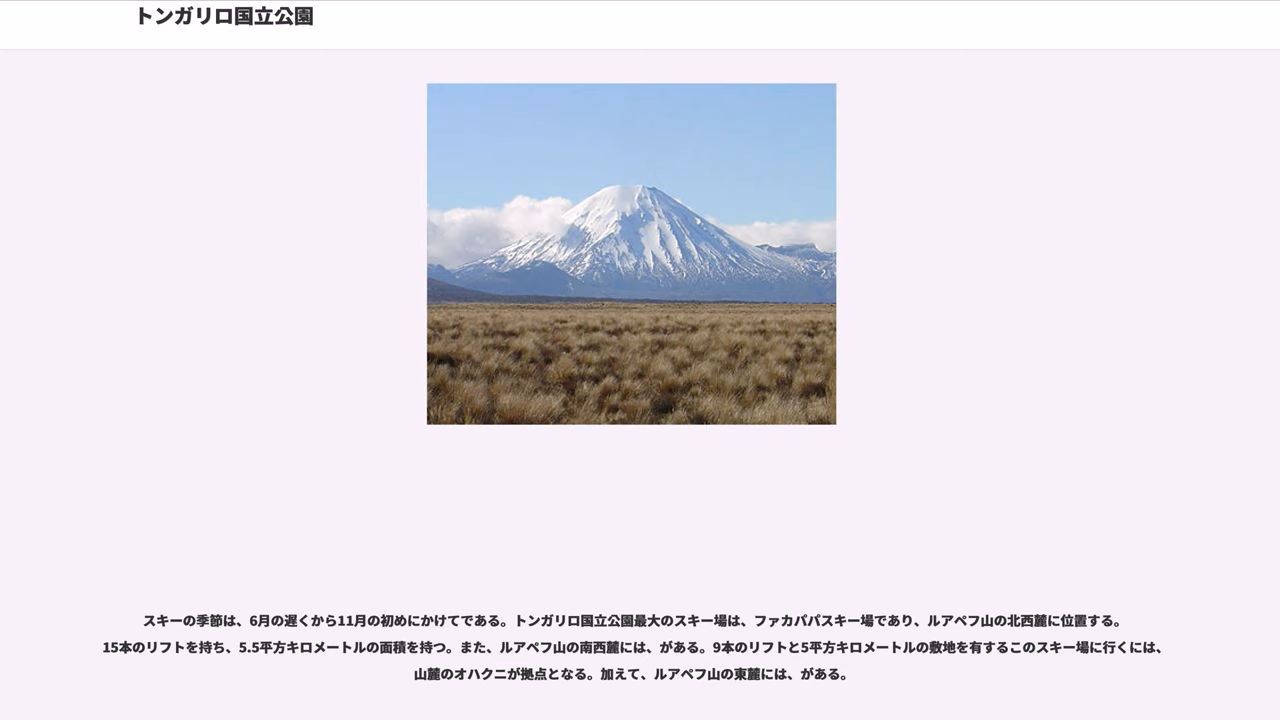 トンガリロ国立公園
スキーの季節は、6月の遅くから11月の初めにかけてである。トンガリロ国立公園最大のスキー場は、ファカパパスキー場であり、ルアペフ山の北西麓に位置する。
15本のリフトを持ち、5.5平方キロメートルの面積を持つ。また、ルアペフ山の南西麓には、がある。9本のリフトと5平方キロメートルの敷地を有するこのスキー場に行くには、
山麓のオハクニが拠点となる。加えて、ルアペフ山の東麓には、がある。